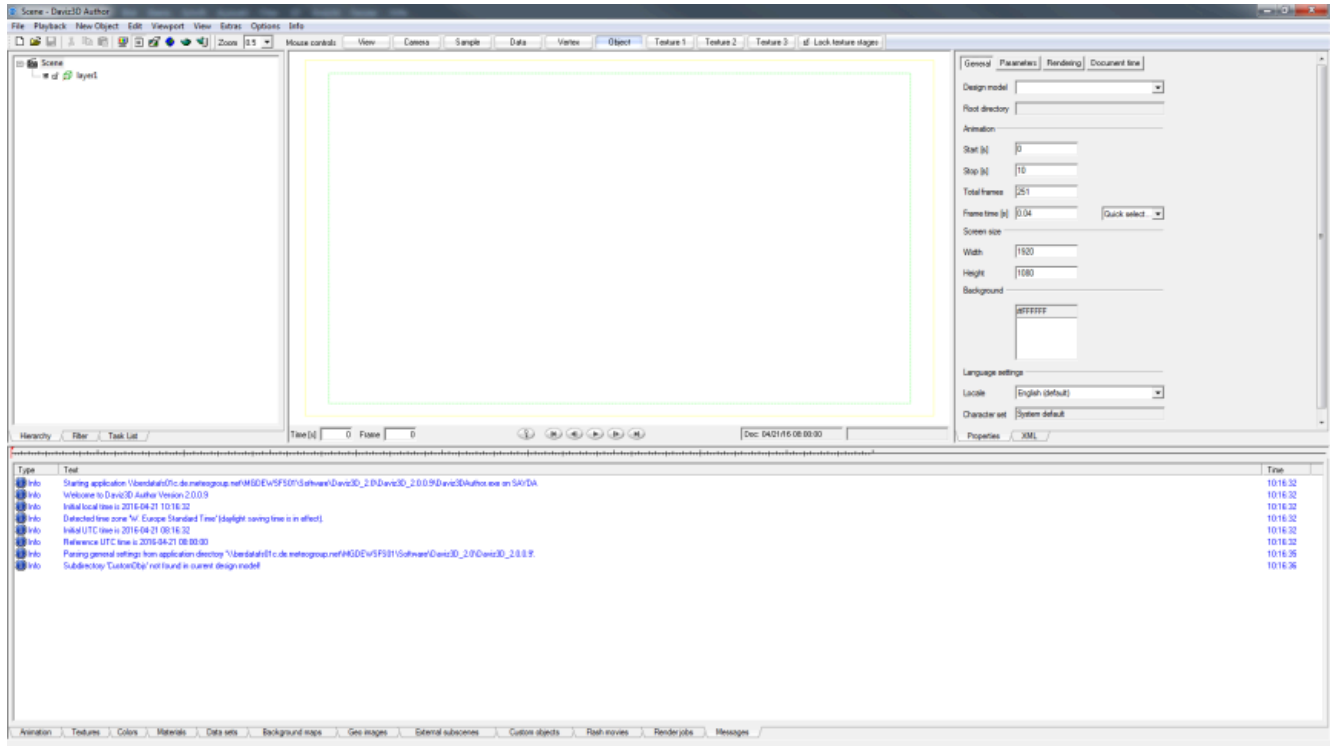 Scene - Daviz3D Author
File Playback New Object Edit Viewport View Extras Options Info
Zoom 0.5 Mouse controls View Camera Sample Data Vertex Object Texture 1 Texture 2 Texture 3 Lock texture stages
Scene
layer1
Hierarchy Filter Task List
Time [s] 0 Frame 0 Doc: 04/21/16 08:00:00
General Parameters Rendering Document time
Design model
Root directory
Animation
Start [s] 0
Stop [s] 10
Total frames 251
Frame time [s] 0.04 Quick select...
Screen size
Width 1920
Height 1080
Background
#FFFFFF
Language settings
Locale English (default)
Character set System default
Properties XML
Type Text Time
Info Starting application \\berdatafs01c.de.meteogroup.net\MGDEWSFS01\Software\Daviz3D_2.0\Daviz3D_2.0.0.9\Daviz3DAuthor.exe on SAYDA 10:16:32
Info Welcome to Daviz3D Author Version 2.0.0.9 10:16:32
Info Initial local time is 2016-04-21 10:16:32 10:16:32
Info Detected time zone 'W. Europe Standard Time' (daylight saving time is in effect). 10:16:32
Info Initial UTC time is 2016-04-21 08:16:32 10:16:32
Info Reference UTC time is 2016-04-21 08:00:00 10:16:32
Info Parsing general settings from application directory '\\berdatafs01c.de.meteogroup.net\MGDEWSFS01\Software\Daviz3D_2.0\Daviz3D_2.0.0.9'. 10:16:35
Info Subdirectory 'CustomObjs' not found in current design model! 10:16:36
Animation Textures Colors Materials Data sets Background maps Geo images External subscenes Custom objects Flash movies Render jobs Messages